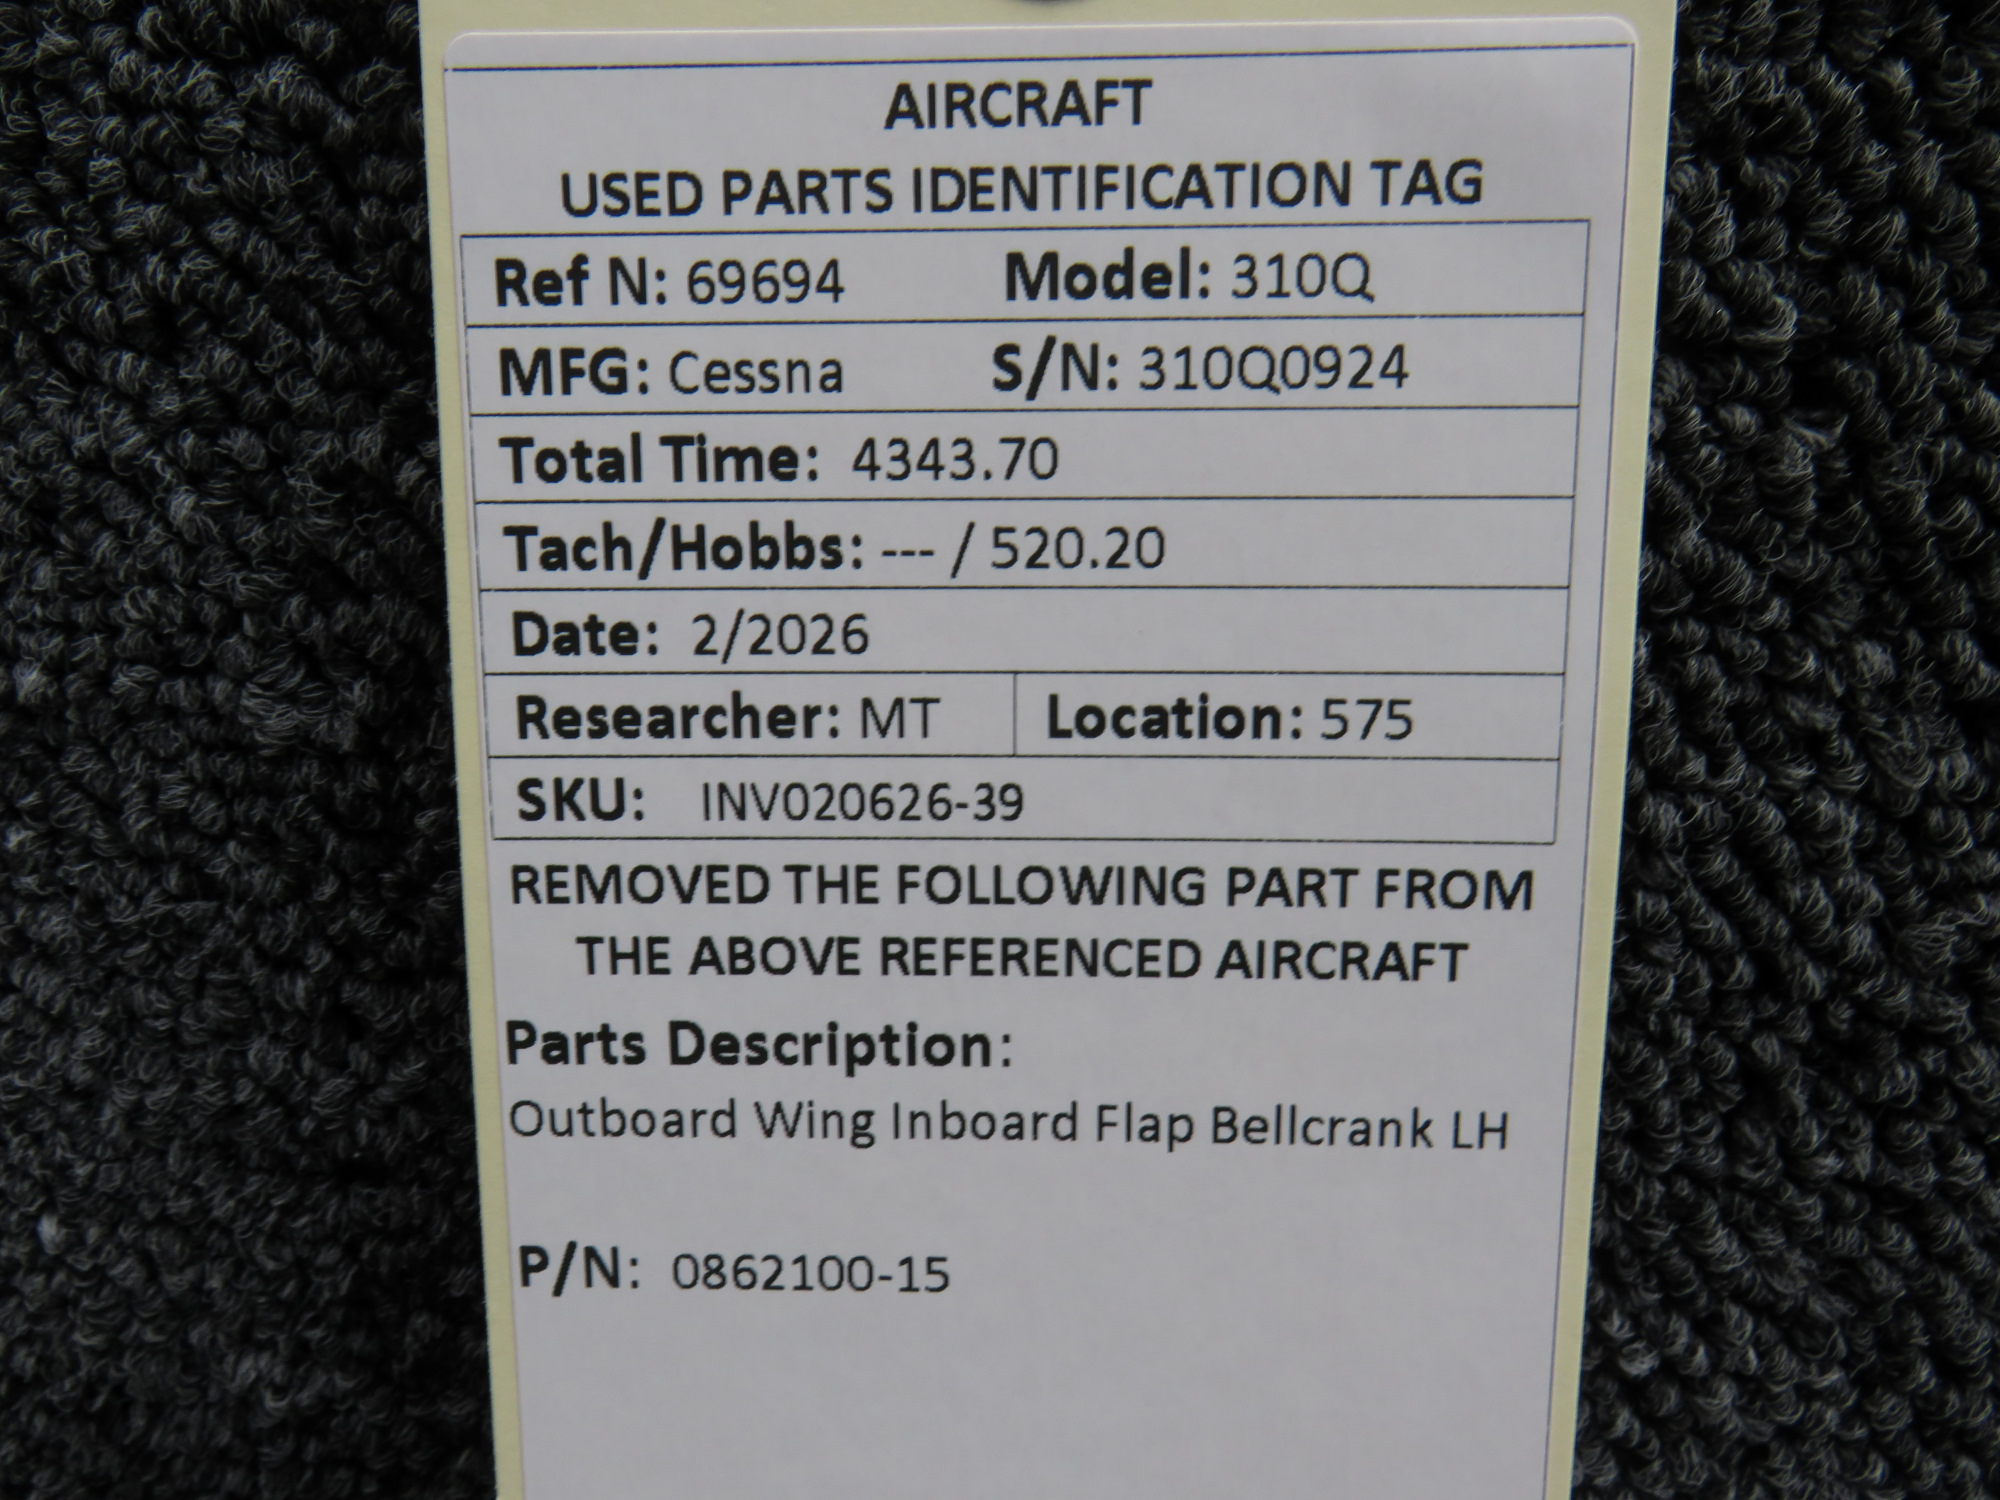 AIRCRAFT
USED PARTS IDENTIFICATION TAG
Ref N: 69694 Model: 310Q
MFG: Cessna S/N: 310Q0924
Total Time: 4343.70
Tach/Hobbs: --- / 520.20
Date: 2/2026
Researcher: MT Location: 575
SKU: INV020626-39
REMOVED THE FOLLOWING PART FROM
THE ABOVE REFERENCED AIRCRAFT
Parts Description:
Outboard Wing Inboard Flap Bellcrank LH
P/N: 0862100-15